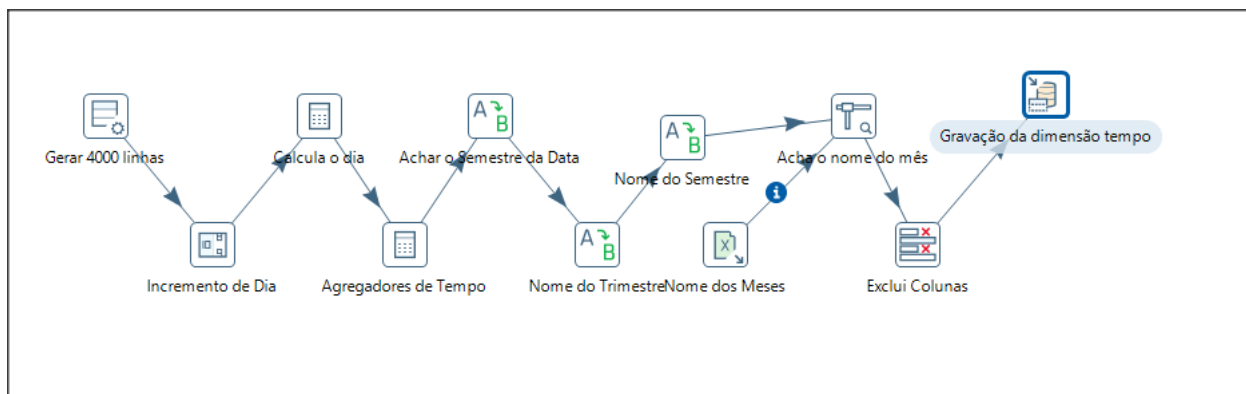 Gerar 4000 linhas
Incremento de Dia
Calcula o dia
Agregadores de Tempo
A
B
Achar o Semestre da Data
A
B
Nome do Trimestre
A
B
Nome do Semestre
X
Nome dos Meses
i
Acha o nome do mês
Exclui Colunas
Gravação da dimensão tempo